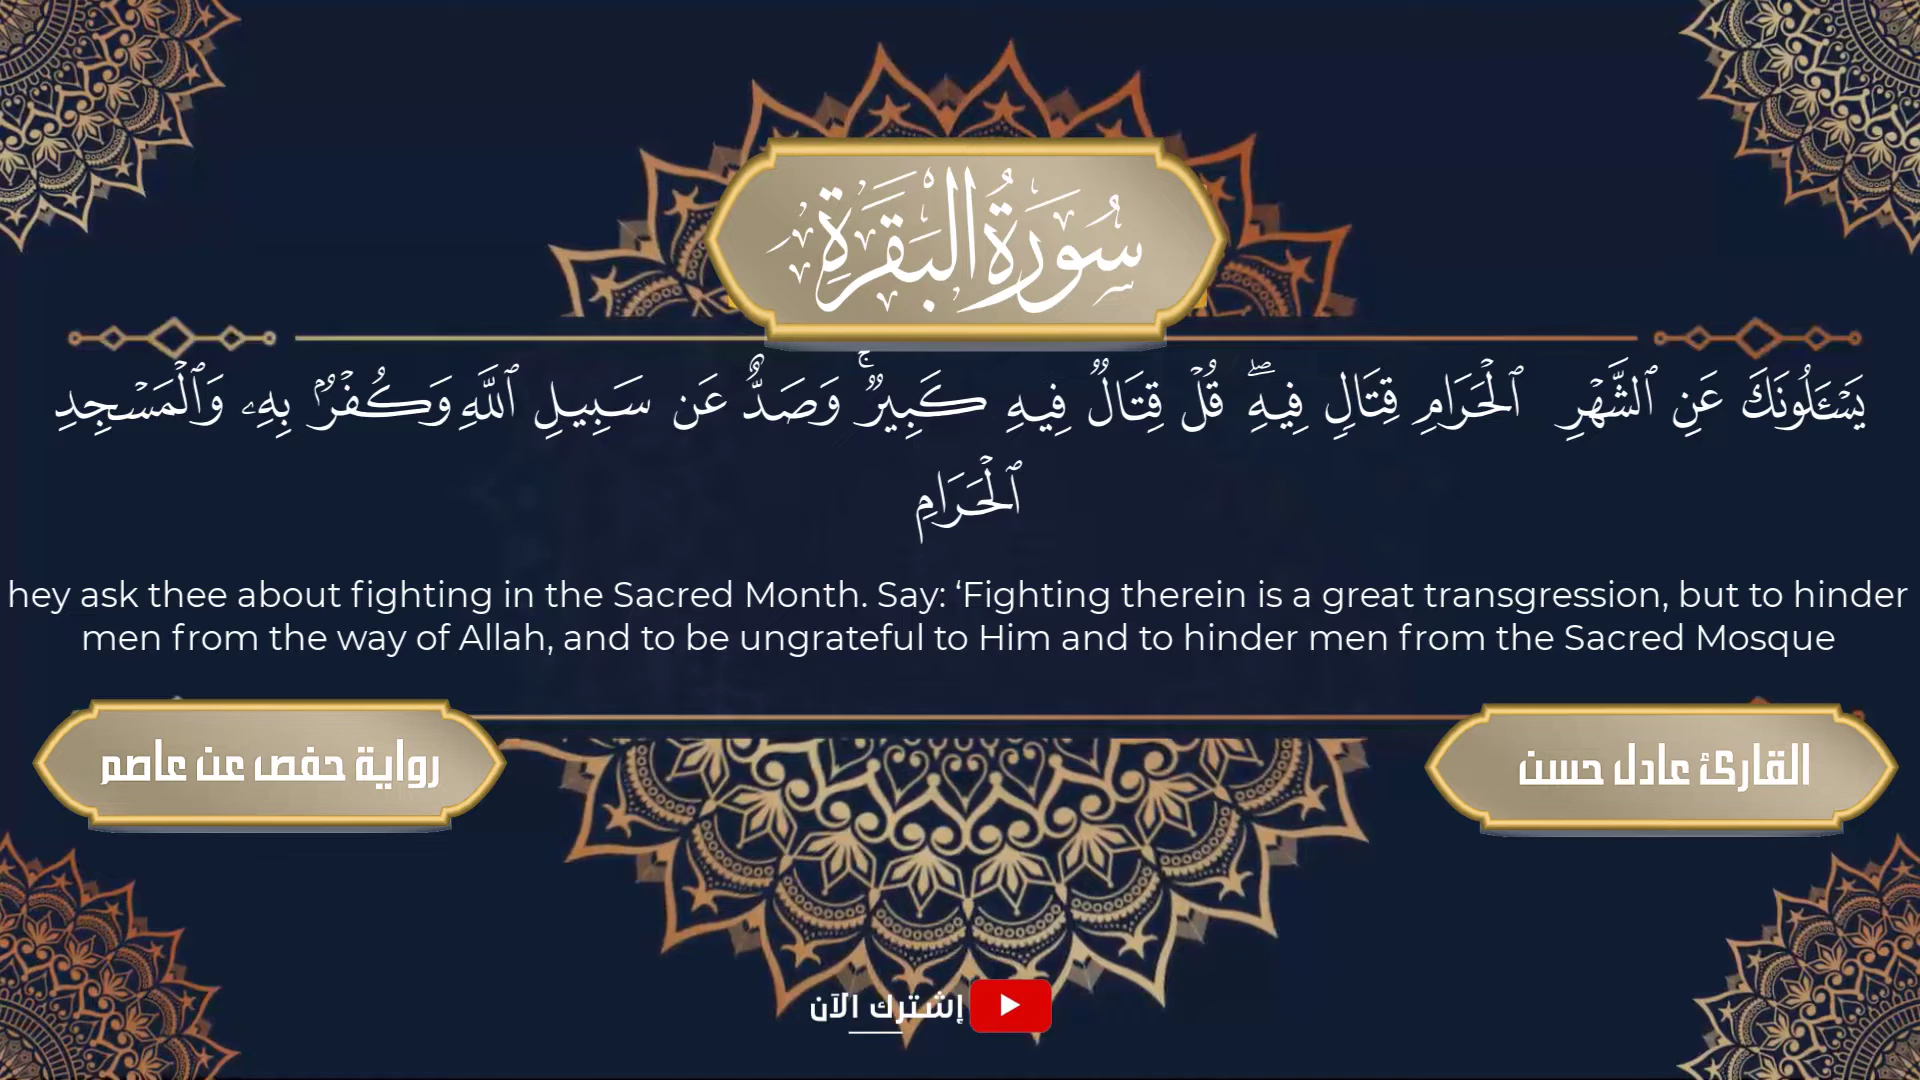 سُورَةُ البَقَرَةِ
يَسْـَٔلُونَكَ عَنِ ٱلشَّهْرِ ٱلْحَرَامِ قِتَالٍ فِيهِۖ قُلْ قِتَالٌ فِيهِ كَبِيرٌۚ وَصَدٌّ عَن سَبِيلِ ٱللَّهِ وَكُفْرٌۢ بِهِۦ وَٱلْمَسْجِدِ
ٱلْحَرَامِ
hey ask thee about fighting in the Sacred Month. Say: ‘Fighting therein is a great transgression, but to hinder
men from the way of Allah, and to be ungrateful to Him and to hinder men from the Sacred Mosque
القارئ عادل حسن
رواية حفص عن عاصم
إشترك الآن